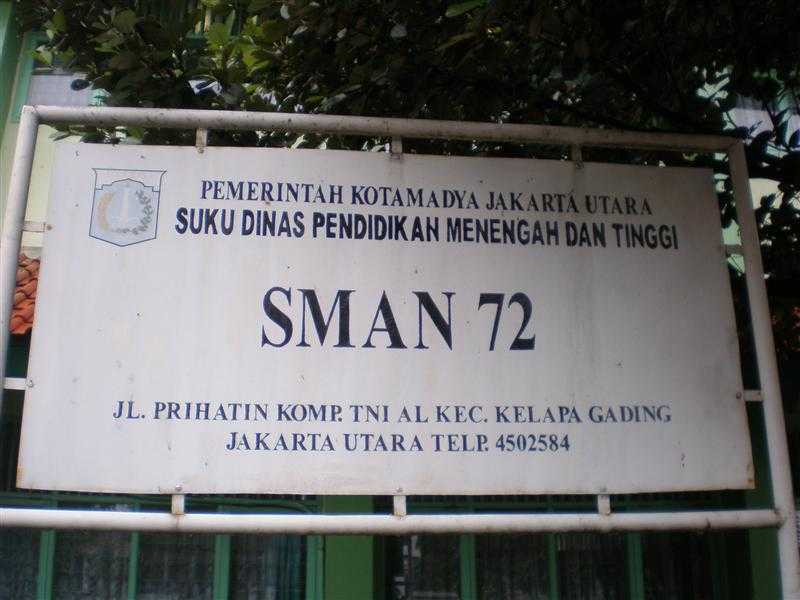 PEMERINTAH KOTAMADYA JAKARTA UTARA
SUKU DINAS PENDIDIKAN MENENGAH DAN TINGGI
SMAN 72
JL. PRIHATIN KOMP. TNI AL KEC. KELAPA GADING
JAKARTA UTARA TELP. 4502584